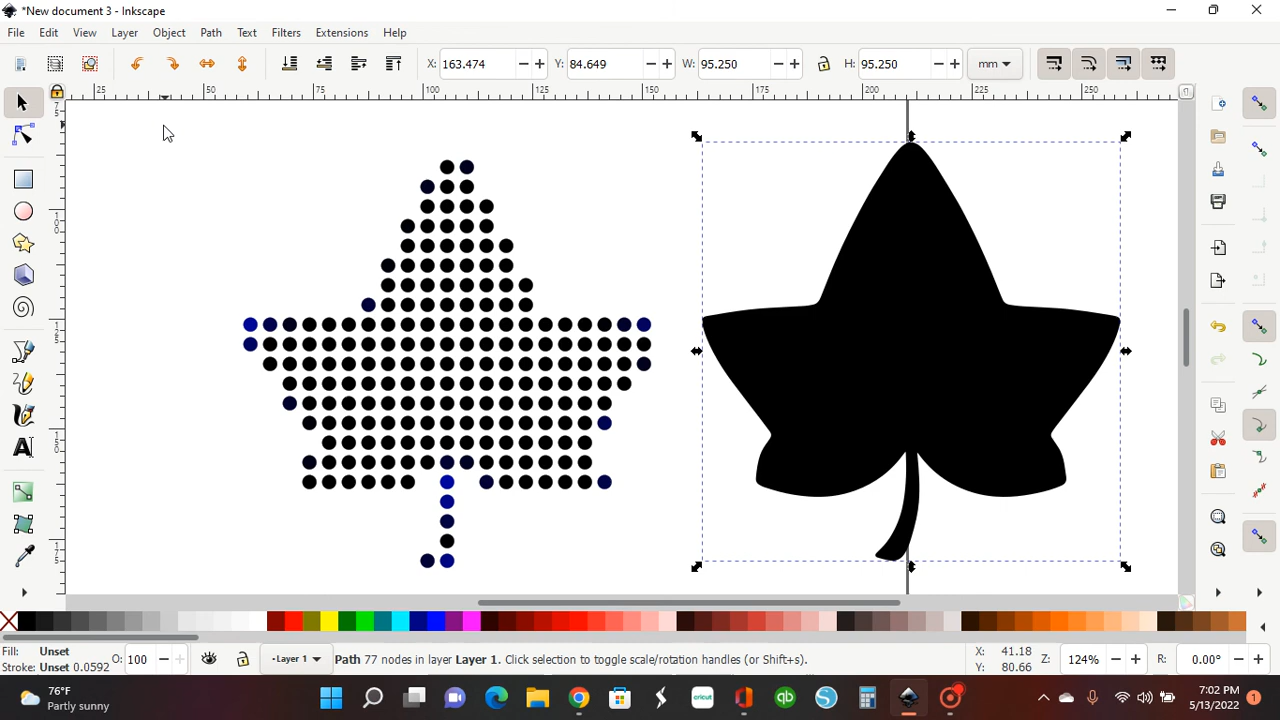 *New document 3 - Inkscape
File Edit View Layer Object Path Text Filters Extensions Help
X: 163.474 Y: 84.649 W: 95.250 H: 95.250 mm
25 50 100 125 150 175 200 225 250
Fill: Unset
Stroke: Unset 0.0592
O: 100
Layer 1
Path 77 nodes in layer Layer 1. Click selection to toggle scale/rotation handles (or Shift+s).
X: 41.18
Y: 80.66
Z: 124%
R: 0.00°
76°F
Partly sunny
cricut
qb
7:02 PM
5/13/2022
1